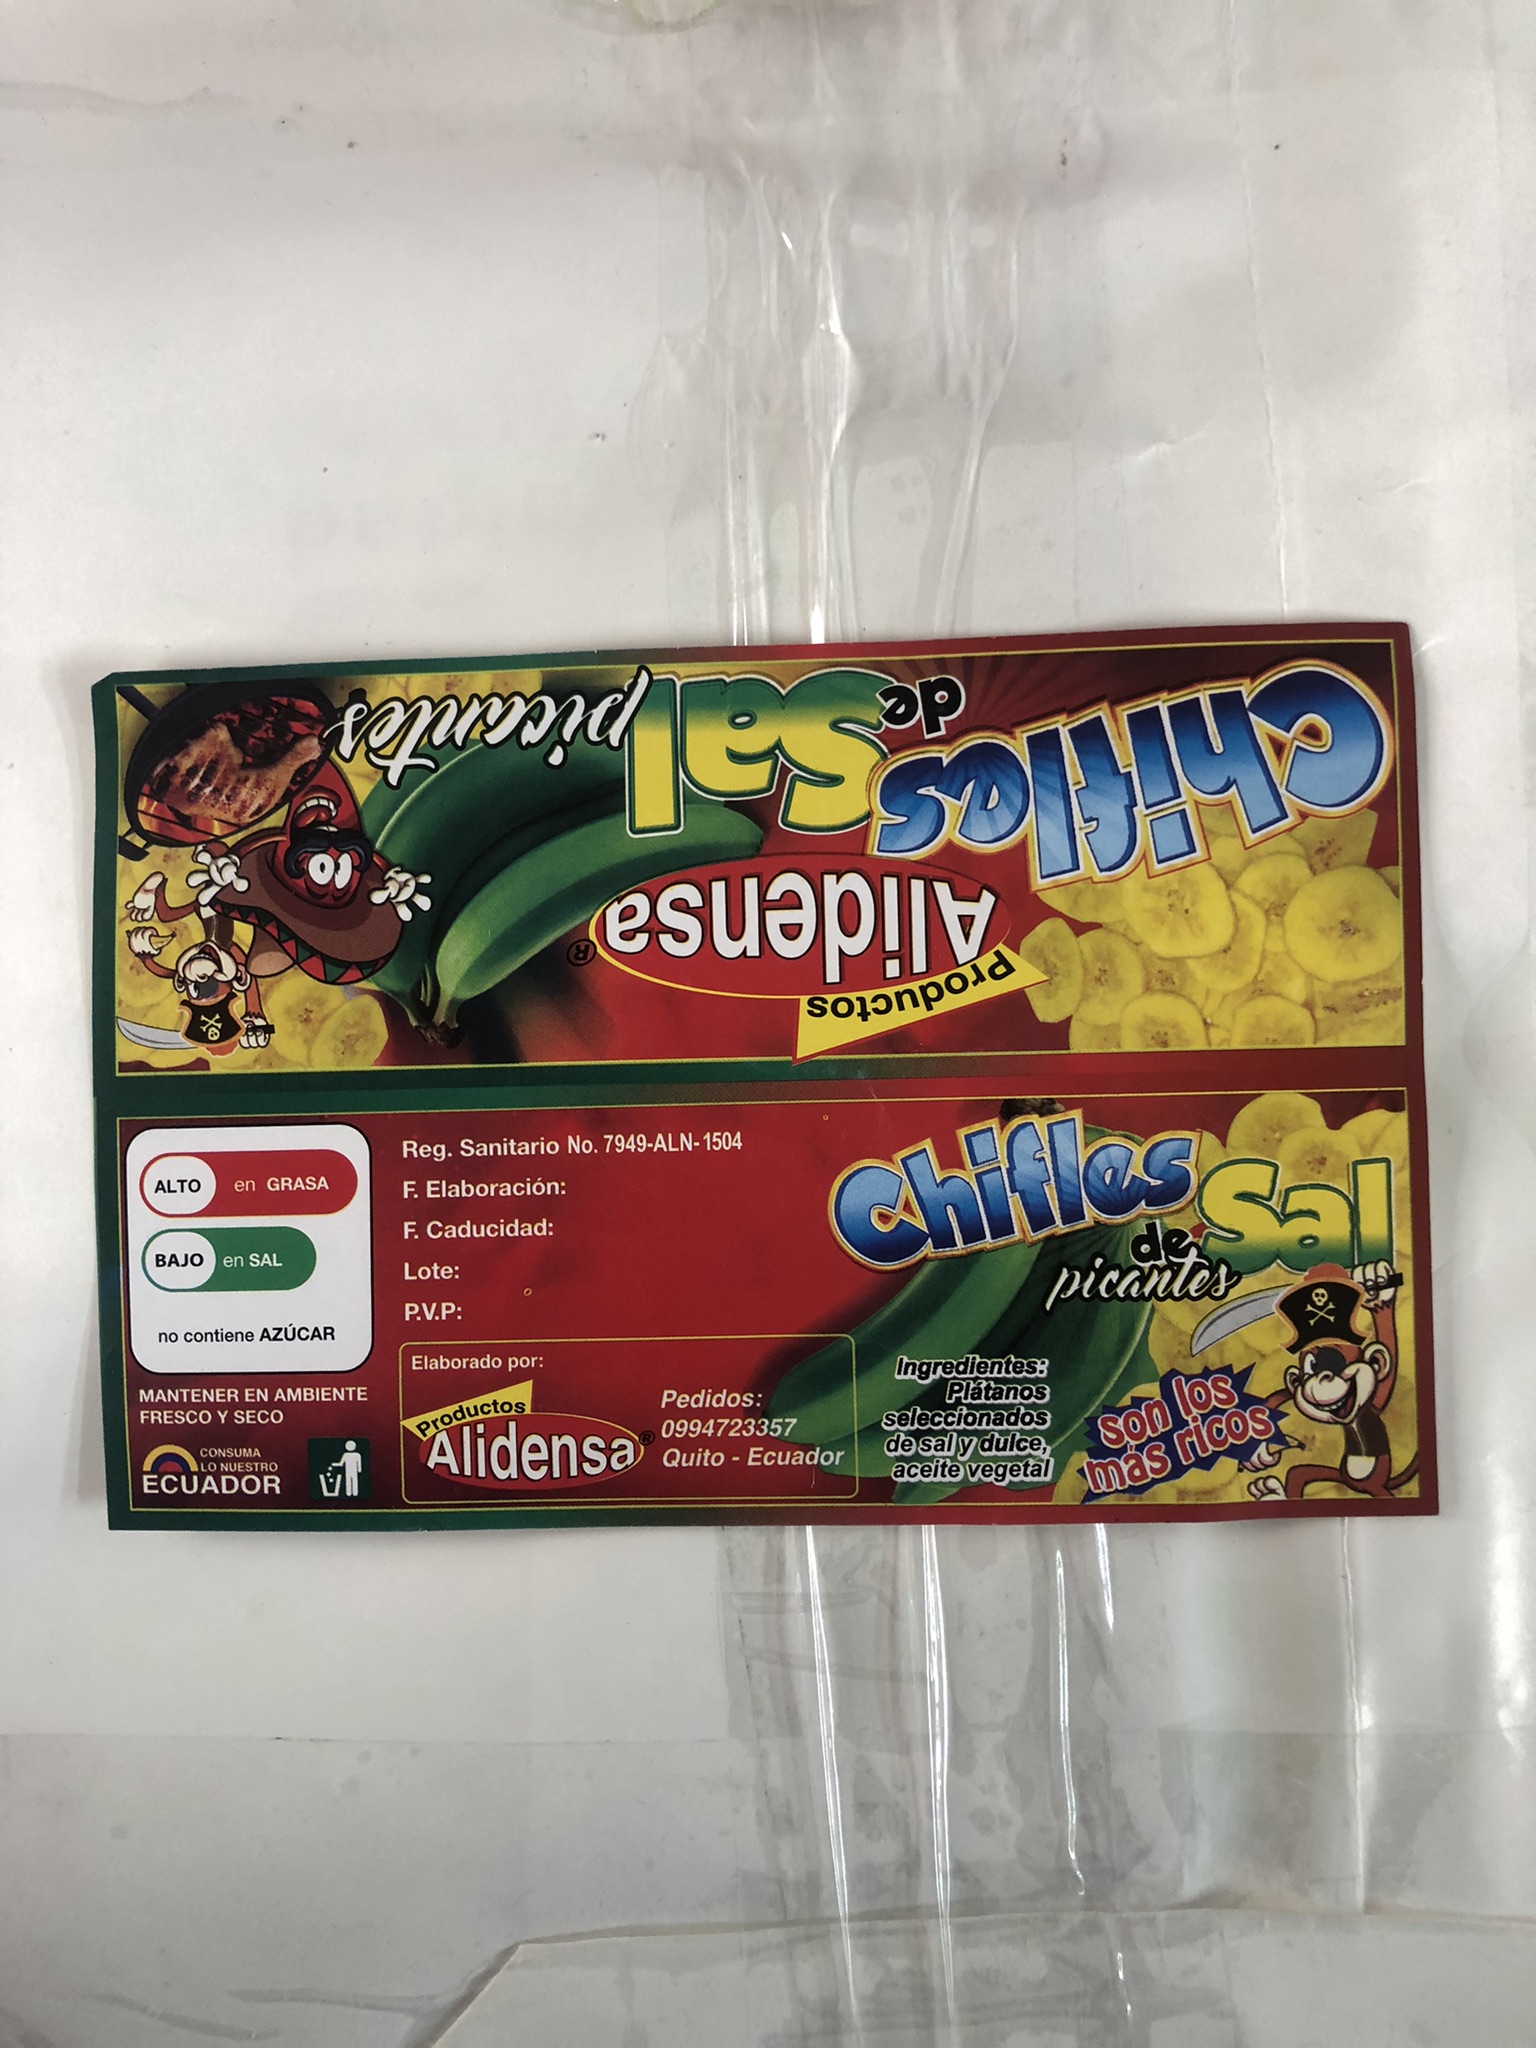 Chifles
de
Sal
picantes
Productos
Alidensa®
ALTO en GRASA
BAJO en SAL
no contiene AZÚCAR
MANTENER EN AMBIENTE
FRESCO Y SECO
CONSUMA
LO NUESTRO
ECUADOR
Reg. Sanitario No. 7949-ALN-1504
F. Elaboración:
F. Caducidad:
Lote:
P.V.P:
Elaborado por:
Productos
Alidensa®
Pedidos:
0994723357
Quito - Ecuador
Chifles
de
Sal
picantes
Ingredientes:
Plátanos
seleccionados
de sal y dulce,
aceite vegetal
son los
más ricos